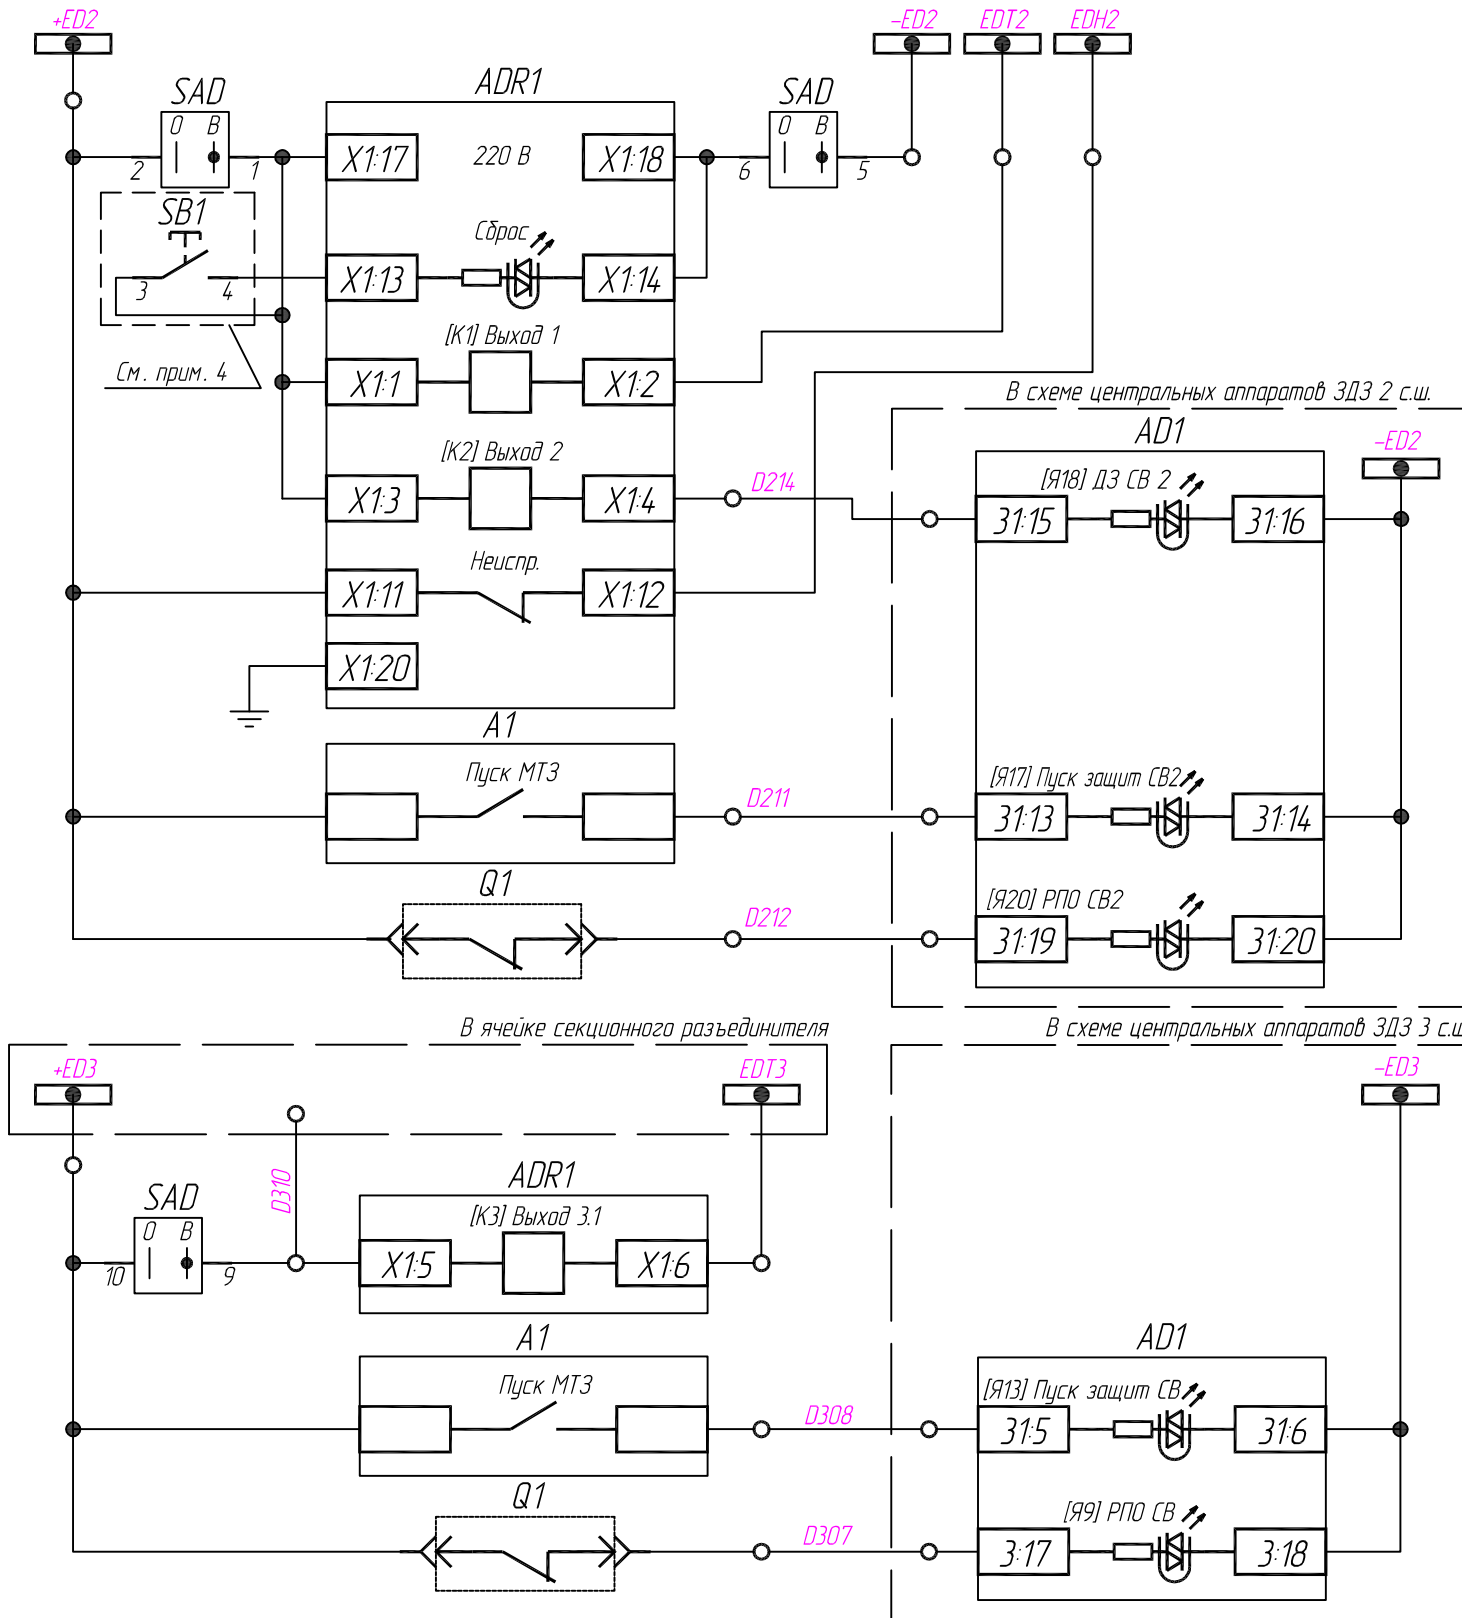 +ED2 -ED2 EDT2 EDH2
SAD ADR1 SAD
O B O B
X1:17 220 В X1:18
2 1 6 5
SB1
Сброс
X1:13 X1:14
3 4
[К1] Выход 1
См. прим. 4 X1:1 X1:2
В схеме центральных аппаратов ЗДЗ 2 с.ш.
AD1 -ED2
[К2] Выход 2
[Я18] ДЗ СВ 2
D214
X1:3 X1:4
31:15 31:16
Неиспр.
X1:11 X1:12
X1:20
A1
Пуск МТЗ
[Я17] Пуск защит СВ2
D211
31:13 31:14
Q1
[Я20] РПО СВ2
D212
31:19 31:20
В ячейке секционного разъединителя
В схеме центральных аппаратов ЗДЗ 3 с.ш
+ED3 EDT3 -ED3
D310
ADR1
SAD
[К3] Выход 3.1
O B
X1:5 X1:6
10 9
A1 AD1
Пуск МТЗ
[Я13] Пуск защит СВ
D308
31:5 31:6
Q1
[Я9] РПО СВ
D307
3:17 3:18